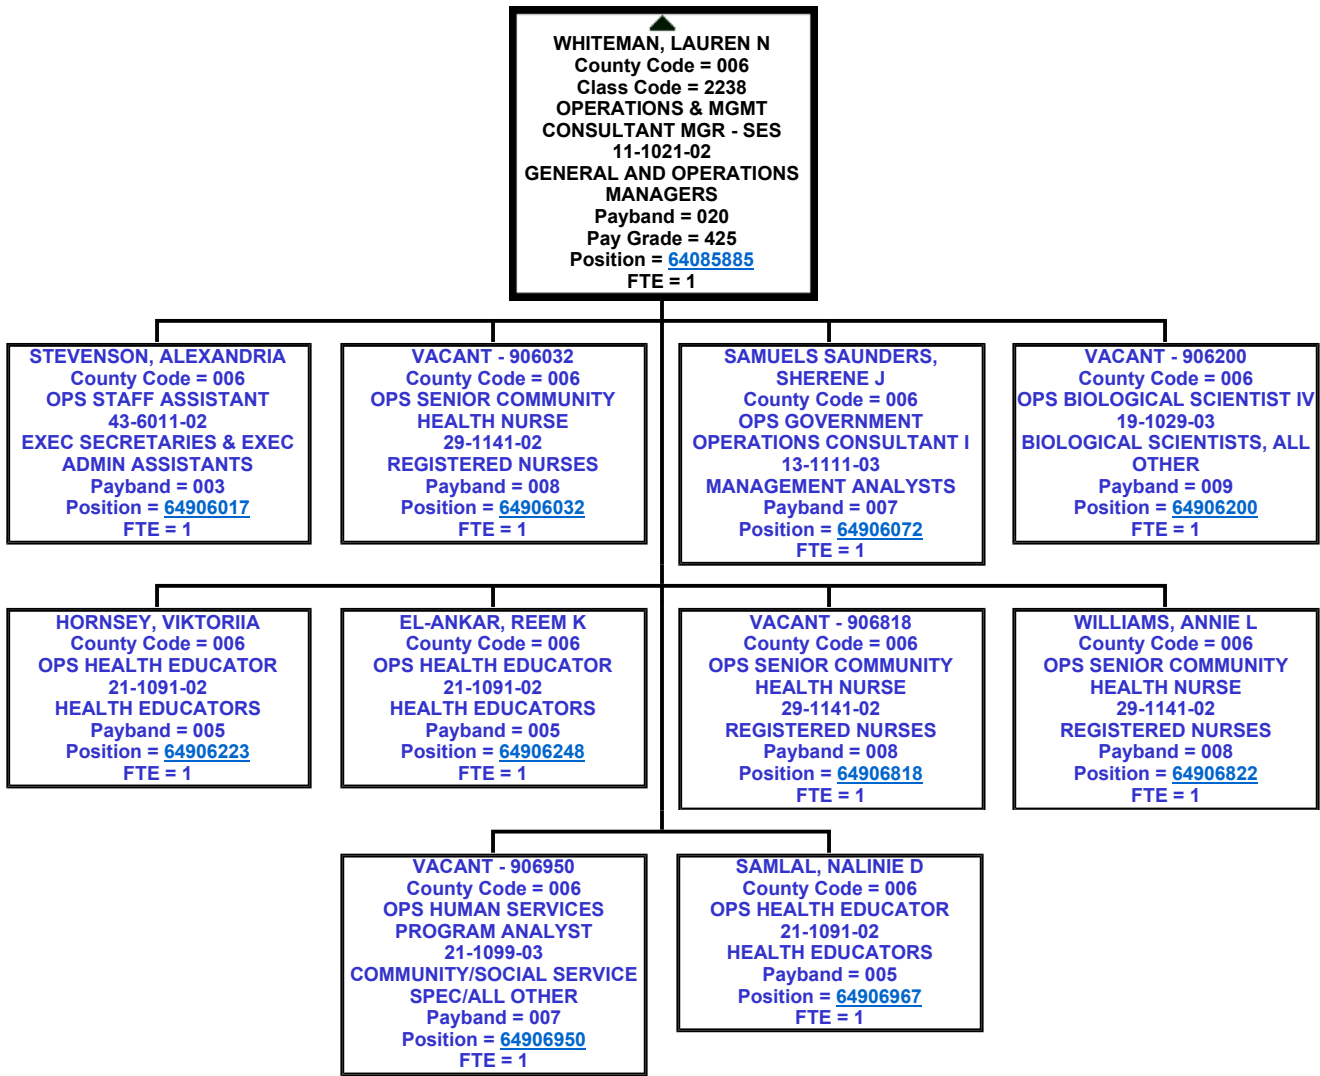 WHITEMAN, LAUREN N
County Code = 006
Class Code = 2238
OPERATIONS & MGMT
CONSULTANT MGR - SES
11-1021-02
GENERAL AND OPERATIONS
MANAGERS
Payband = 020
Pay Grade = 425
Position = 64085885
FTE = 1
STEVENSON, ALEXANDRIA
County Code = 006
OPS STAFF ASSISTANT
43-6011-02
EXEC SECRETARIES & EXEC
ADMIN ASSISTANTS
Payband = 003
Position = 64906017
FTE = 1
VACANT - 906032
County Code = 006
OPS SENIOR COMMUNITY
HEALTH NURSE
29-1141-02
REGISTERED NURSES
Payband = 008
Position = 64906032
FTE = 1
SAMUELS SAUNDERS,
SHERENE J
County Code = 006
OPS GOVERNMENT
OPERATIONS CONSULTANT I
13-1111-03
MANAGEMENT ANALYSTS
Payband = 007
Position = 64906072
FTE = 1
VACANT - 906200
County Code = 006
OPS BIOLOGICAL SCIENTIST IV
19-1029-03
BIOLOGICAL SCIENTISTS, ALL
OTHER
Payband = 009
Position = 64906200
FTE = 1
HORNSEY, VIKTORIIA
County Code = 006
OPS HEALTH EDUCATOR
21-1091-02
HEALTH EDUCATORS
Payband = 005
Position = 64906223
FTE = 1
EL-ANKAR, REEM K
County Code = 006
OPS HEALTH EDUCATOR
21-1091-02
HEALTH EDUCATORS
Payband = 005
Position = 64906248
FTE = 1
VACANT - 906818
County Code = 006
OPS SENIOR COMMUNITY
HEALTH NURSE
29-1141-02
REGISTERED NURSES
Payband = 008
Position = 64906818
FTE = 1
WILLIAMS, ANNIE L
County Code = 006
OPS SENIOR COMMUNITY
HEALTH NURSE
29-1141-02
REGISTERED NURSES
Payband = 008
Position = 64906822
FTE = 1
VACANT - 906950
County Code = 006
OPS HUMAN SERVICES
PROGRAM ANALYST
21-1099-03
COMMUNITY/SOCIAL SERVICE
SPEC/ALL OTHER
Payband = 007
Position = 64906950
FTE = 1
SAMLAL, NALINIE D
County Code = 006
OPS HEALTH EDUCATOR
21-1091-02
HEALTH EDUCATORS
Payband = 005
Position = 64906967
FTE = 1